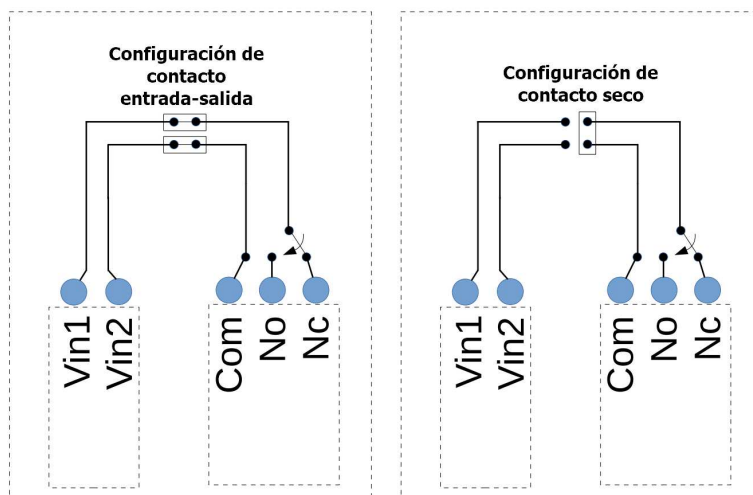 Configuración de
contacto
entrada-salida
Vin1
Vin2
Com
No
Nc
Configuración de
contacto seco
Vin1
Vin2
Com
No
Nc